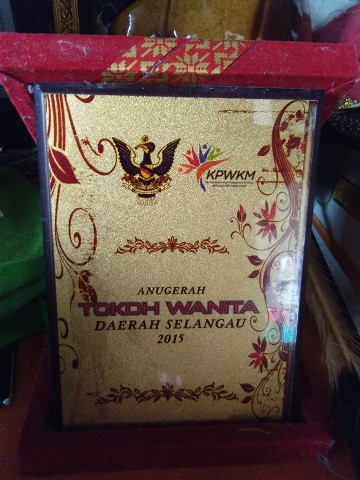 KPWKM
ANUGERAH
TOKOH WANITA
DAERAH SELANGAU
2015